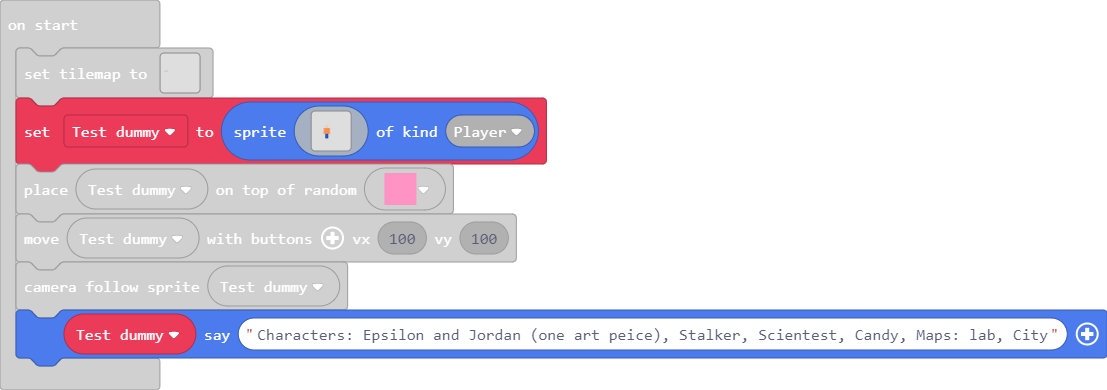 on start
set tilemap to
set Test dummy to sprite of kind Player
place Test dummy on top of random
move Test dummy with buttons vx 100 vy 100
camera follow sprite Test dummy
Test dummy say "Characters: Epsilon and Jordan (one art peice), Stalker, Scientest, Candy, Maps: lab, City"